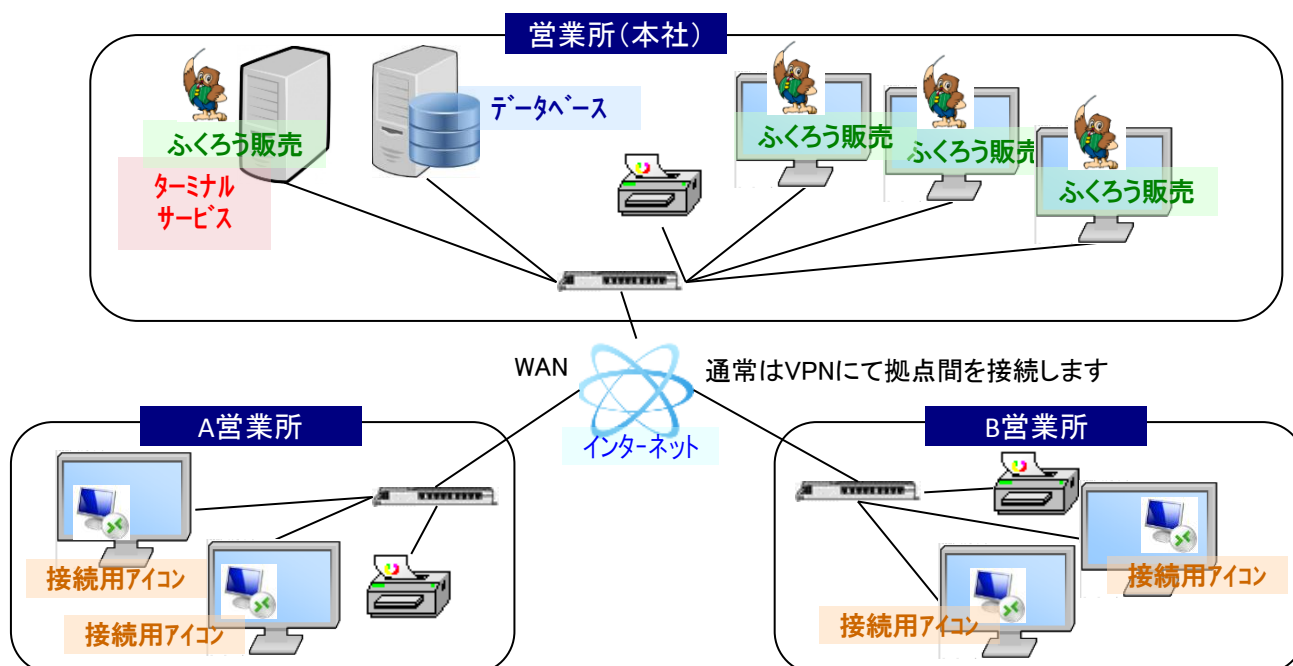 営業所（本社）
ふくろう販売
ターミナル
サービス
データベース
ふくろう販売
ふくろう販売
ふくろう販売
WAN
通常はVPNにて拠点間を接続します
インターネット
A営業所
接続用アイコン
接続用アイコン
B営業所
接続用アイコン
接続用アイコン